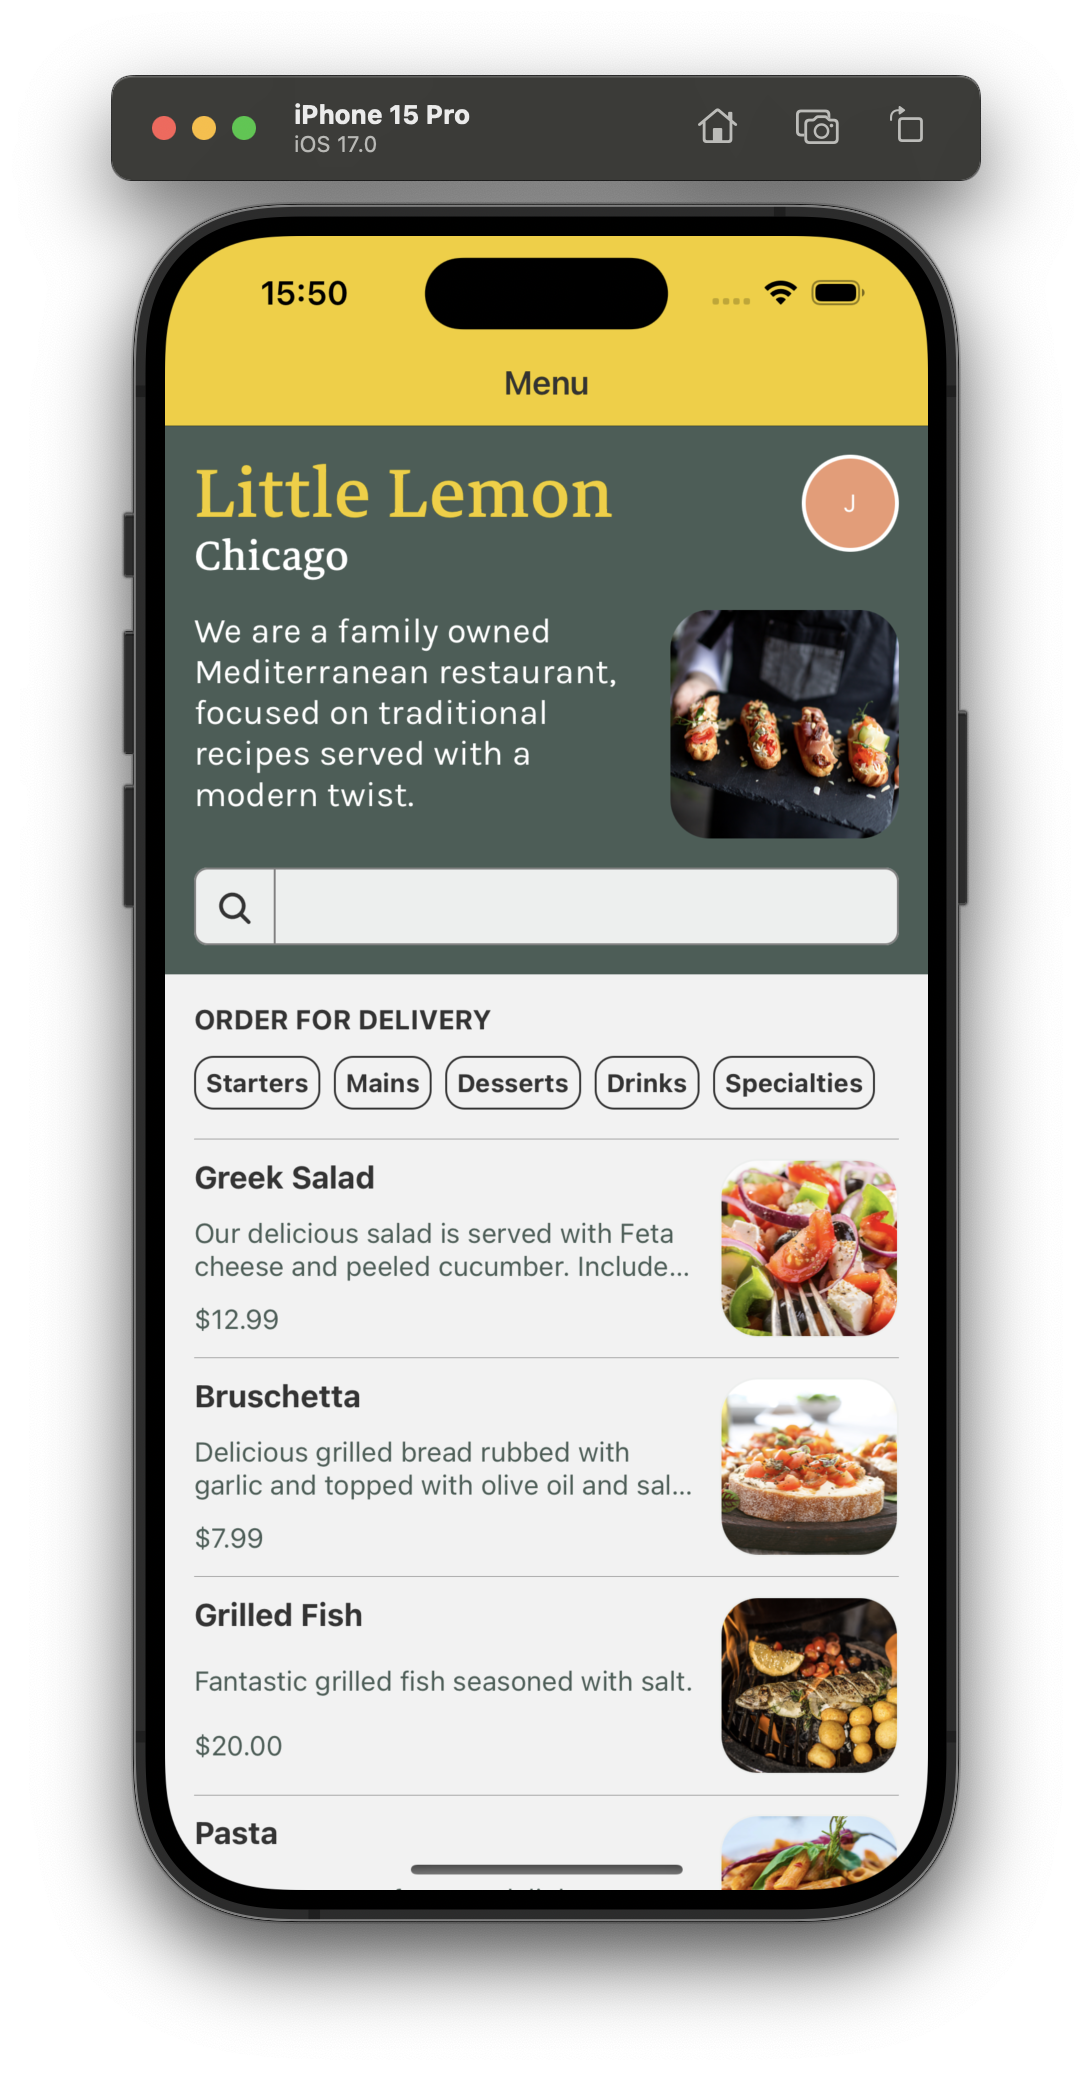 iPhone 15 Pro
iOS 17.0
15:50
Menu
Little Lemon
J
Chicago
We are a family owned
Mediterranean restaurant,
focused on traditional
recipes served with a
modern twist.
ORDER FOR DELIVERY
Starters Mains Desserts Drinks Specialties
Greek Salad
Our delicious salad is served with Feta
cheese and peeled cucumber. Include...
$12.99
Bruschetta
Delicious grilled bread rubbed with
garlic and topped with olive oil and sal...
$7.99
Grilled Fish
Fantastic grilled fish seasoned with salt.
$20.00
Pasta